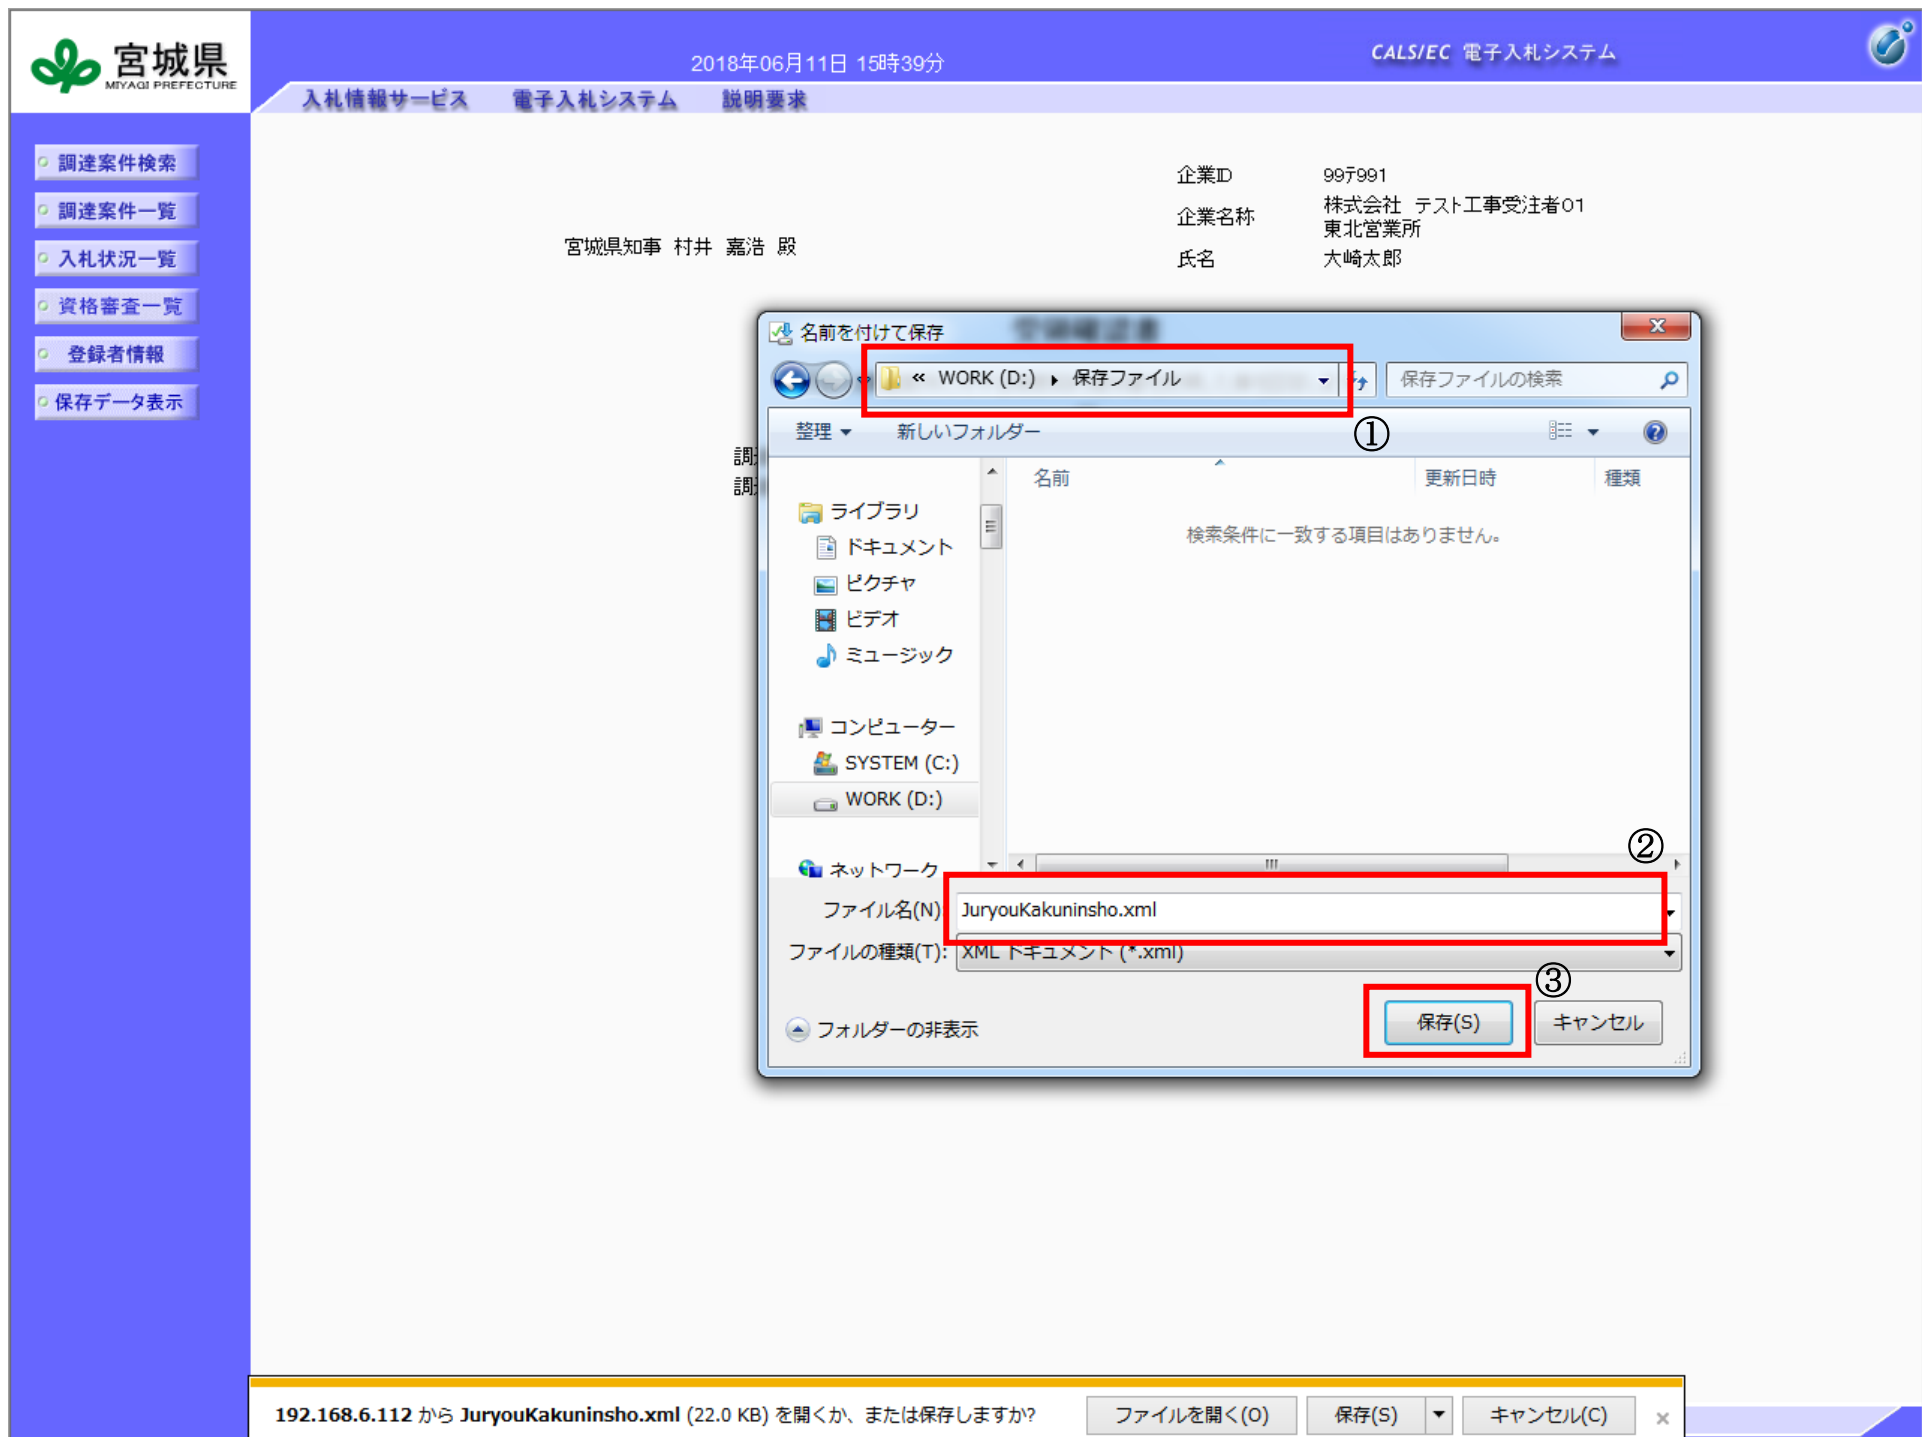 宮城県
MIYAGI PREFECTURE
2018年06月11日 15時39分
CALS/EC 電子入札システム
入札情報サービス 電子入札システム 説明要求
調達案件検索
調達案件一覧
入札状況一覧
資格審査一覧
登録者情報
保存データ表示
企業ID 99テ991
企業名称 株式会社 テスト工事受注者01
東北営業所
氏名 大崎太郎
宮城県知事 村井 嘉浩 殿
名前を付けて保存
受領確認書
« WORK (D:) 保存ファイル
保存ファイルの検索
①
整理 新しいフォルダー
調
調
名前 更新日時 種類
検索条件に一致する項目はありません。
ライブラリ
ドキュメント
ピクチャ
ビデオ
ミュージック
コンピューター
SYSTEM (C:)
WORK (D:)
ネットワーク
②
ファイル名(N): JuryouKakuninsho.xml
ファイルの種類(T): XML ドキュメント (*.xml)
③
フォルダーの非表示
保存(S) キャンセル
192.168.6.112 から JuryouKakuninsho.xml (22.0 KB) を開くか、または保存しますか?
ファイルを開く(O) 保存(S) キャンセル(C) ×